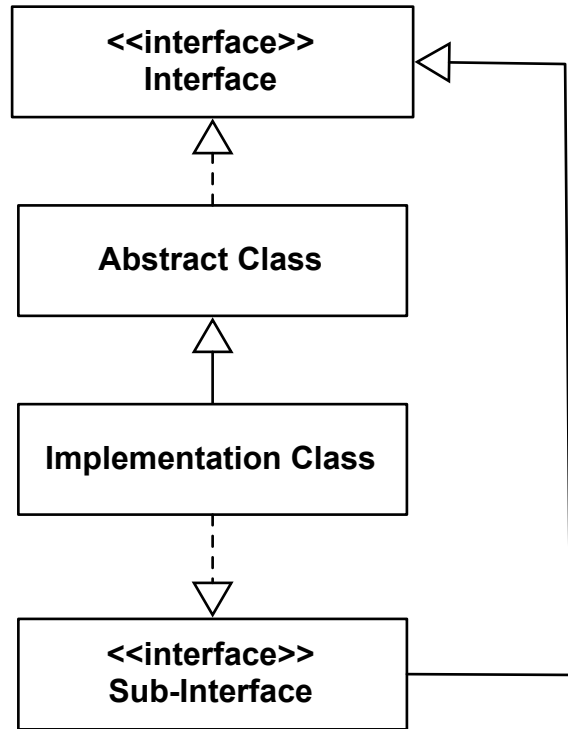 <<interface>>
Interface
Abstract Class
Implementation Class
<<interface>>
Sub-Interface